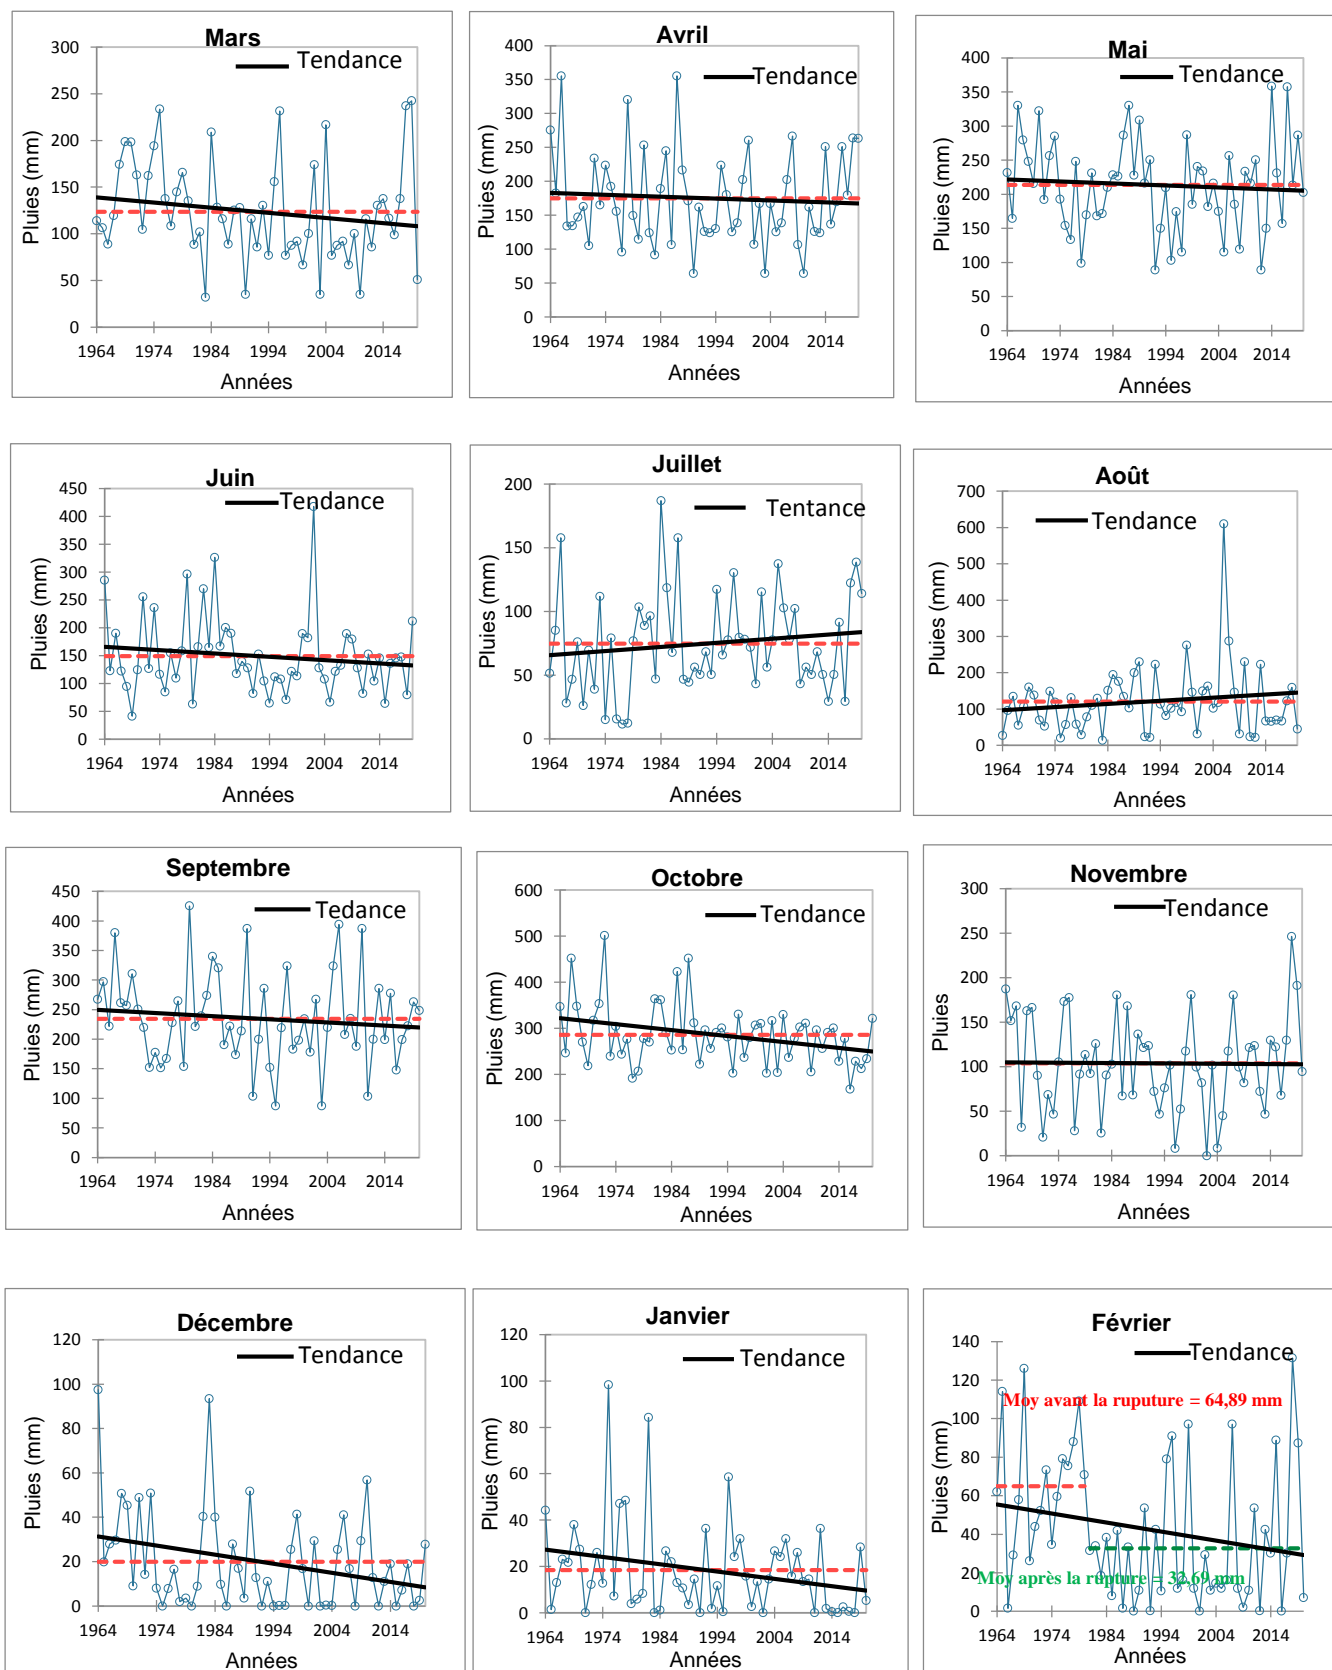 Mars
Tendance
Pluies (mm)
300
250
200
150
100
50
0
1964 1974 1984 1994 2004 2014
Années
Avril
Tendance
Pluies (mm)
400
350
300
250
200
150
100
50
0
1964 1974 1984 1994 2004 2014
Années
Mai
Tendance
Pluies (mm)
400
350
300
250
200
150
100
50
0
1964 1974 1984 1994 2004 2014
Années
Juin
Tendance
Pluies (mm)
450
400
350
300
250
200
150
100
50
0
1964 1974 1984 1994 2004 2014
Années
Juillet
Tentance
Pluies (mm)
200
150
100
50
0
1964 1974 1984 1994 2004 2014
Années
Août
Tendance
Pluies (mm)
700
600
500
400
300
200
100
0
1964 1974 1984 1994 2004 2014
Années
Septembre
Tedance
Pluies (mm)
450
400
350
300
250
200
150
100
50
0
1964 1974 1984 1994 2004 2014
Années
Octobre
Tendance
Pluies (mm)
600
500
400
300
200
100
0
1964 1974 1984 1994 2004 2014
Années
Novembre
Tendance
Pluies
300
250
200
150
100
50
0
1964 1974 1984 1994 2004 2014
Années
Décembre
Tendance
Pluies (mm)
120
100
80
60
40
20
0
1964 1974 1984 1994 2004 2014
Années
Janvier
Tendance
Pluies (mm)
120
100
80
60
40
20
0
1964 1974 1984 1994 2004 2014
Années
Février
Tendance
Pluies (mm)
140
120
100
80
60
40
20
0
Moy avant la ruputure = 64,89 mm
Moy après la rupture = 32,69 mm
1964 1974 1984 1994 2004 2014
Années